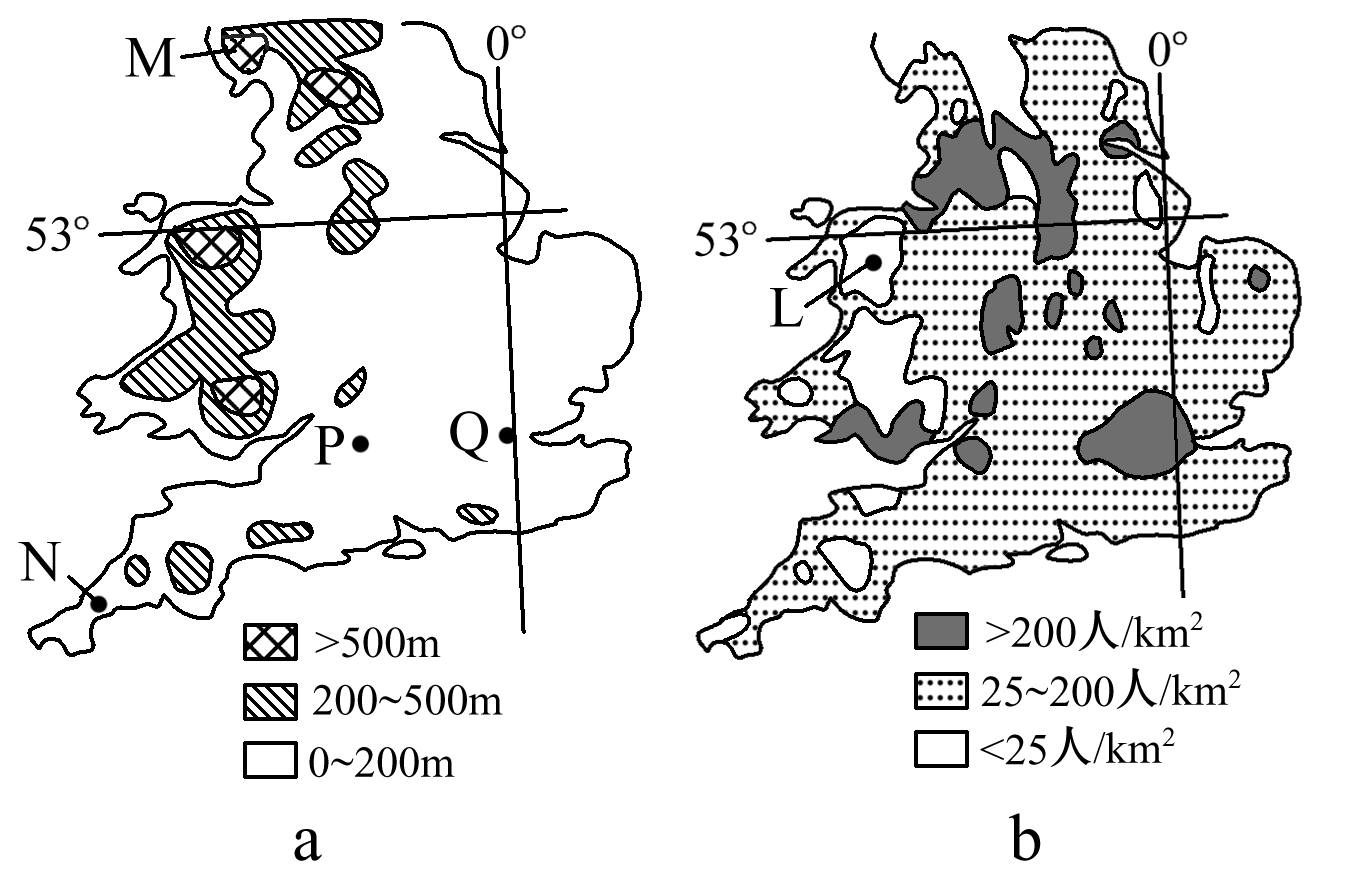 M
0°
53°
P
Q
N
>500m
200~500m
0~200m
a
0°
53°
L
>200人/km²
25~200人/km²
<25人/km²
b